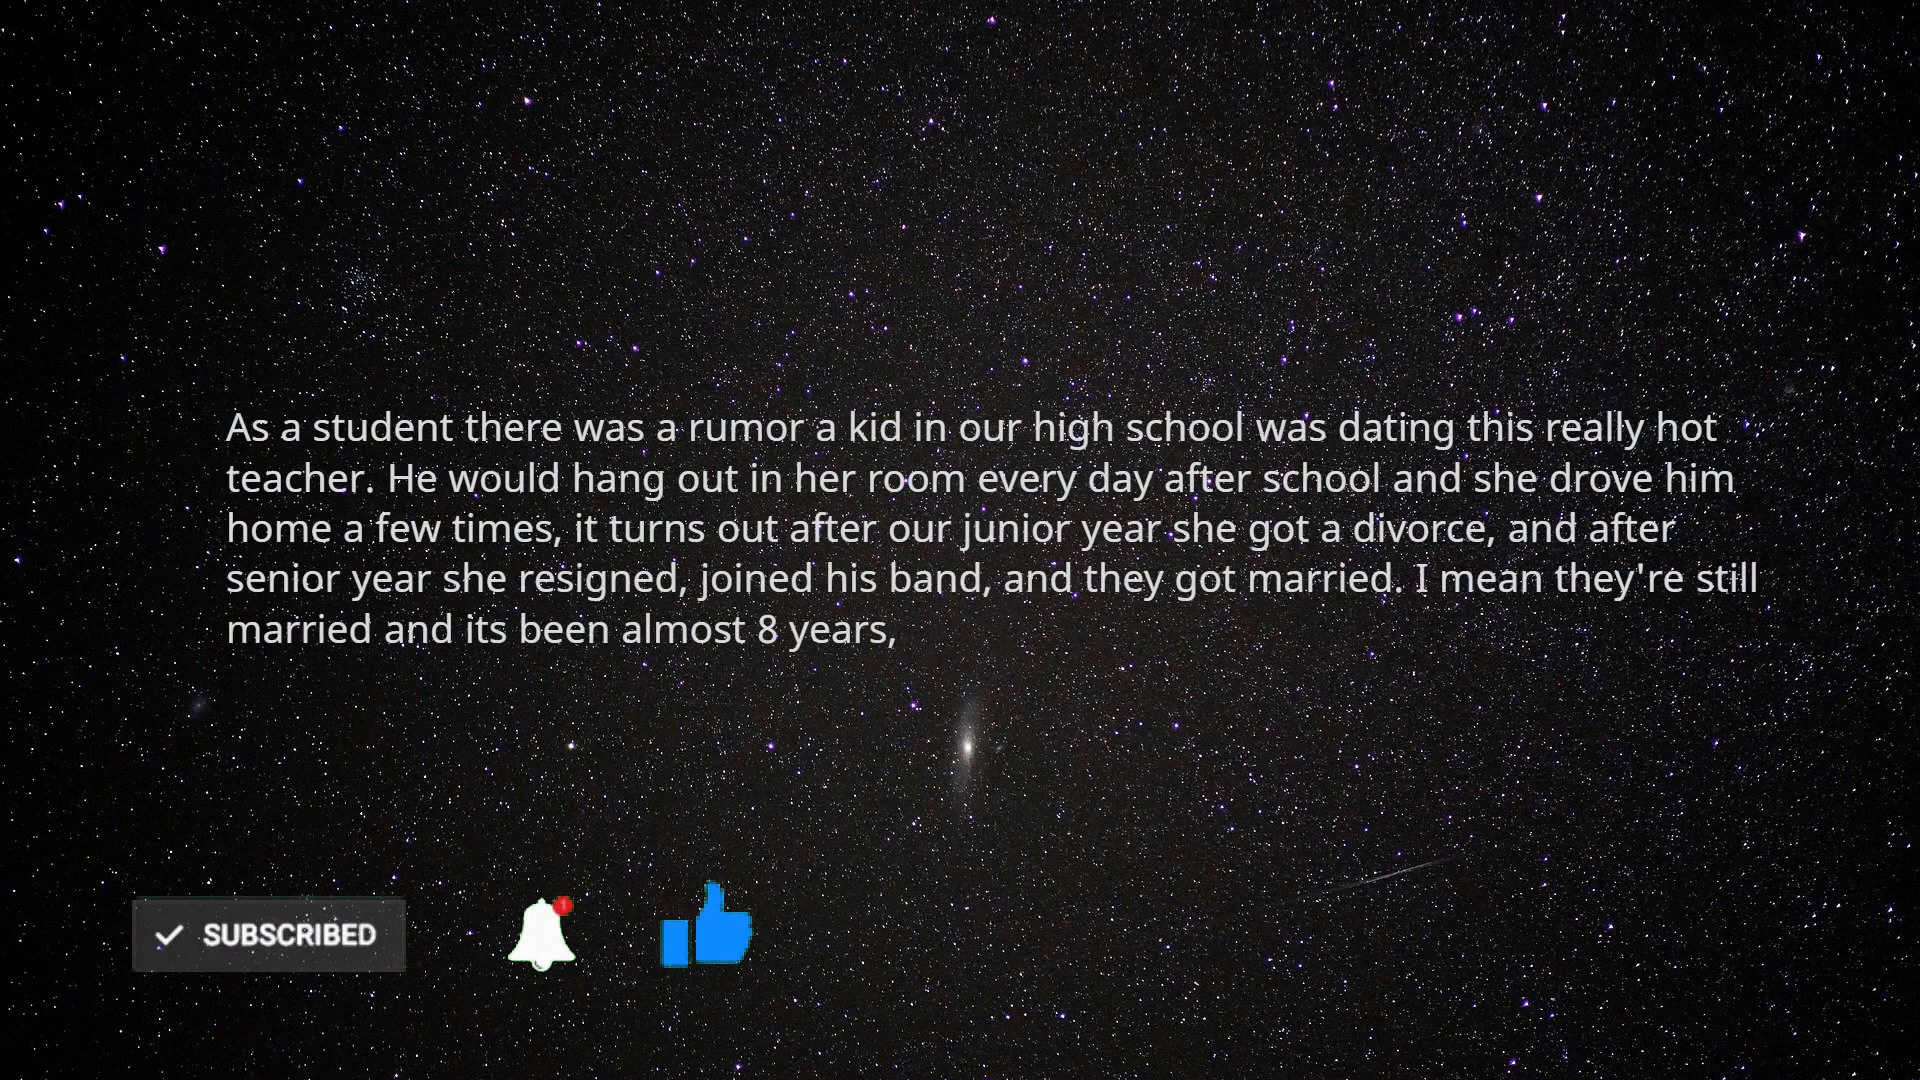 As a student there was a rumor a kid in our high school was dating this really hot
teacher. He would hang out in her room every day after school and she drove him
home a few times, it turns out after our junior year she got a divorce, and after
senior year she resigned, joined his band, and they got married. I mean they're still
married and its been almost 8 years,
SUBSCRIBED
1